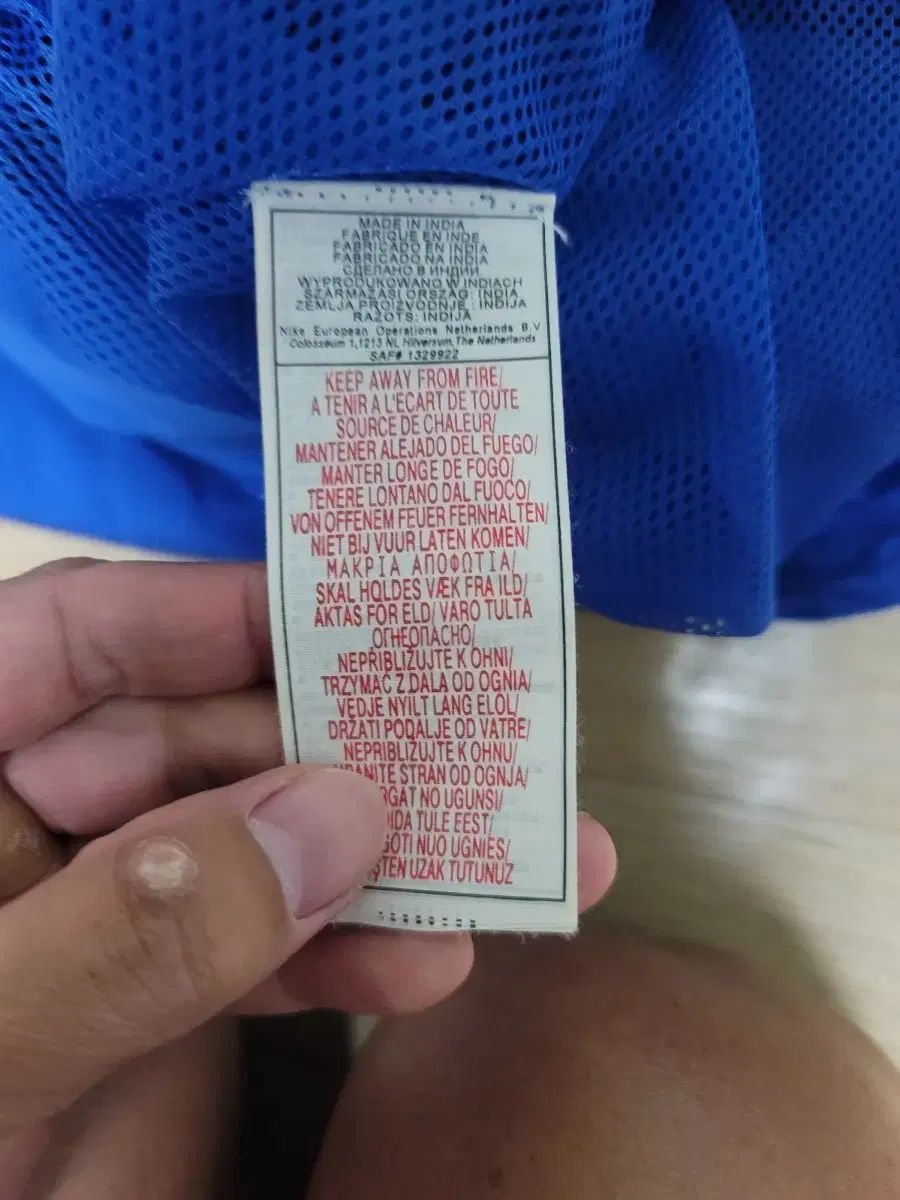 MADE IN INDIA
FABRIQUE EN INDE
FABRICADO EN INDIA
FABRICADO NA INDIA
СДЕЛАНО В ИНДИИ
WYPRODUKOWANO W INDIACH
SZARMAZASI ORSZAG: INDIA
ZEMLJA PROIZVODNJE : INDIJA
RAZOTS: INDIJA
Nike European Operations Netherlands B.V
Colosseum 1,1213 NL Hilversum,The Netherlands
SAF# 1329922
KEEP AWAY FROM FIRE/
A TENIR A L'ECART DE TOUTE
SOURCE DE CHALEUR/
MANTENER ALEJADO DEL FUEGO/
MANTER LONGE DE FOGO/
TENERE LONTANO DAL FUOCO/
VON OFFENEM FEUER FERNHALTEN/
NIET BIJ VUUR LATEN KOMEN/
ΜΑΚΡΙΑ ΑΠΟΦΩΤΙΑ/
SKAL HOLDES VÆK FRA ILD/
AKTAS FOR ELD/ VARO TULTA
ОГНЕОПАСНО/
NEPŘIBLIŽUJTE K OHNI/
TRZYMAĆ Z DALA OD OGNIA/
VEDJE NYILT LANG ELOL/
DRŽATI PODALJE OD VATRE/
NEPRIBLIŽUJTE K OHNU/
STRAN OD OGNJA/
NO UGUNSI/
TULE EEST/
NUO UGNIES/
UZAK TUTUNUZ